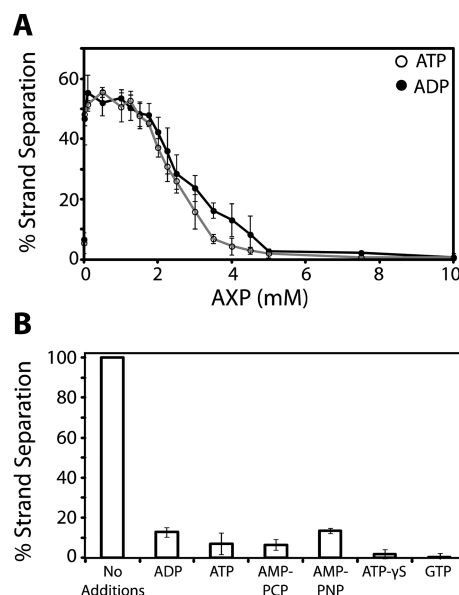 A
% Strand Separation
60
40
20
0
ATP
ADP
0
2
4
6
8
10
AXP (mM)
B
% Strand Separation
100
80
60
40
20
0
No Additions
ADP
ATP
AMP-PCP
AMP-PNP
ATP-γS
GTP